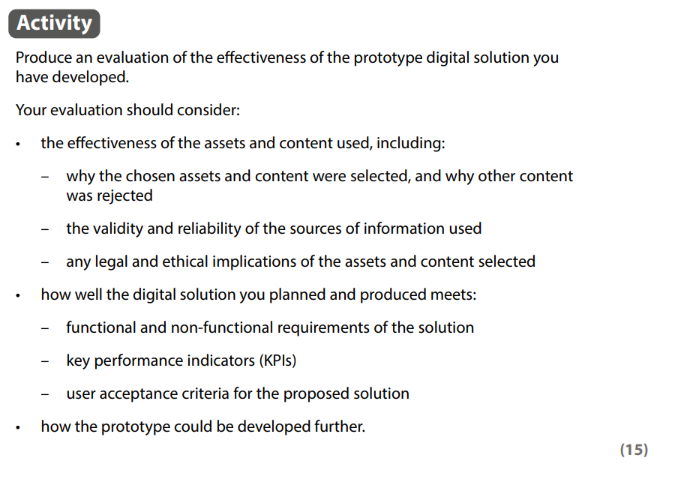 Activity
Produce an evaluation of the effectiveness of the prototype digital solution you
have developed.
Your evaluation should consider:
• the effectiveness of the assets and content used, including:
– why the chosen assets and content were selected, and why other content
was rejected
– the validity and reliability of the sources of information used
– any legal and ethical implications of the assets and content selected
• how well the digital solution you planned and produced meets:
– functional and non-functional requirements of the solution
– key performance indicators (KPIs)
– user acceptance criteria for the proposed solution
• how the prototype could be developed further.
(15)